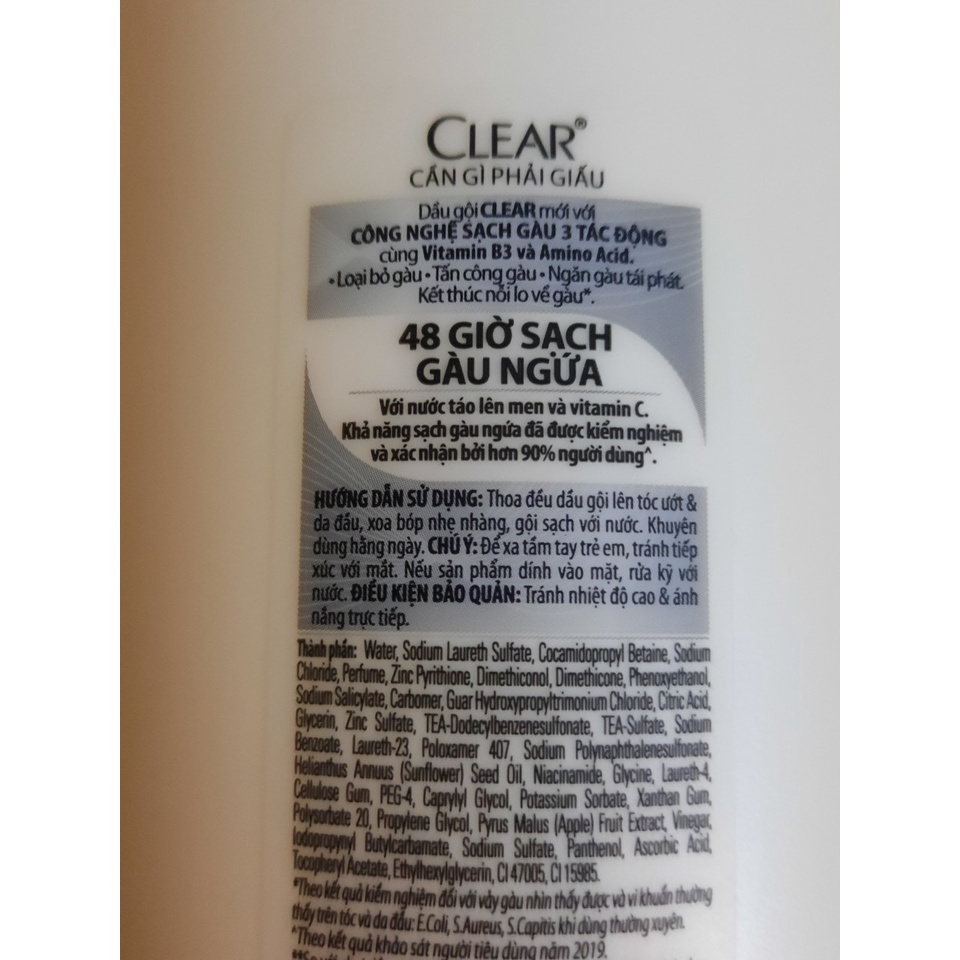 CLEAR®
CẦN GÌ PHẢI GIẤU
Dầu gội CLEAR mới với
CÔNG NGHỆ SẠCH GÀU 3 TÁC ĐỘNG
cùng Vitamin B3 và Amino Acid.
•Loại bỏ gàu • Tấn công gàu • Ngăn gàu tái phát.
Kết thúc nỗi lo về gàu*.
48 GIỜ SẠCH
GÀU NGỨA
Với nước táo lên men và vitamin C.
Khả năng sạch gàu ngứa đã được kiểm nghiệm
và xác nhận bởi hơn 90% người dùng^.
HƯỚNG DẪN SỬ DỤNG: Thoa đều dầu gội lên tóc ướt &
da đầu, xoa bóp nhẹ nhàng, gội sạch với nước. Khuyên
dùng hằng ngày. CHÚ Ý: Để xa tầm tay trẻ em, tránh tiếp
xúc với mắt. Nếu sản phẩm dính vào mặt, rửa kỹ với
nước. ĐIỀU KIỆN BẢO QUẢN: Tránh nhiệt độ cao & ánh
nắng trực tiếp.
Thành phần: Water, Sodium Laureth Sulfate, Cocamidopropyl Betaine, Sodium
Chloride, Perfume, Zinc Pyrithione, Dimethiconol, Dimethicone, Phenoxyethanol,
Sodium Salicylate, Carbomer, Guar Hydroxypropyltrimonium Chloride, Citric Acid,
Glycerin, Zinc Sulfate, TEA-Dodecylbenzenesulfonate, TEA-Sulfate, Sodium
Benzoate, Laureth-23, Poloxamer 407, Sodium Polynaphthalenesulfonate,
Helianthus Annuus (Sunflower) Seed Oil, Niacinamide, Glycine, Laureth-4,
Cellulose Gum, PEG-4, Caprylyl Glycol, Potassium Sorbate, Xanthan Gum,
Polysorbate 20, Propylene Glycol, Pyrus Malus (Apple) Fruit Extract, Vinegar,
Iodopropynyl Butylcarbamate, Sodium Sulfate, Panthenol, Ascorbic Acid,
Tocopheryl Acetate, Ethylhexylglycerin, CI 47005, CI 15985.
*Theo kết quả kiểm nghiệm đối với vảy gàu nhìn thấy được và vi khuẩn thường
thấy trên tóc và da đầu: E.Coli, S.Aureus, S.Capitis khi dùng thường xuyên.
^Theo kết quả khảo sát người tiêu dùng năm 2019.